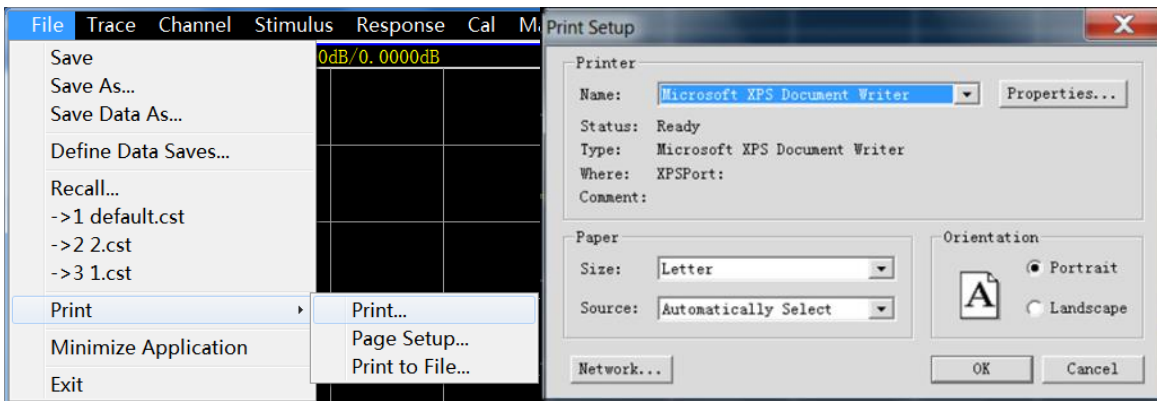 File Trace Channel Stimulus Response Cal
Save
0dB/0.0000dB
Save As...
Save Data As...
Define Data Saves...
Recall...
->1 default.cst
->2 2.cst
->3 1.cst
Print
Minimize Application
Exit
Print...
Page Setup...
Print to File...
Print Setup
X
Printer
Name: Microsoft XPS Document Writer Properties...
Status: Ready
Type: Microsoft XPS Document Writer
Where: XPSPort:
Comment:
Paper
Size: Letter
Source: Automatically Select
Orientation
A
Portrait
Landscape
Network... OK Cancel